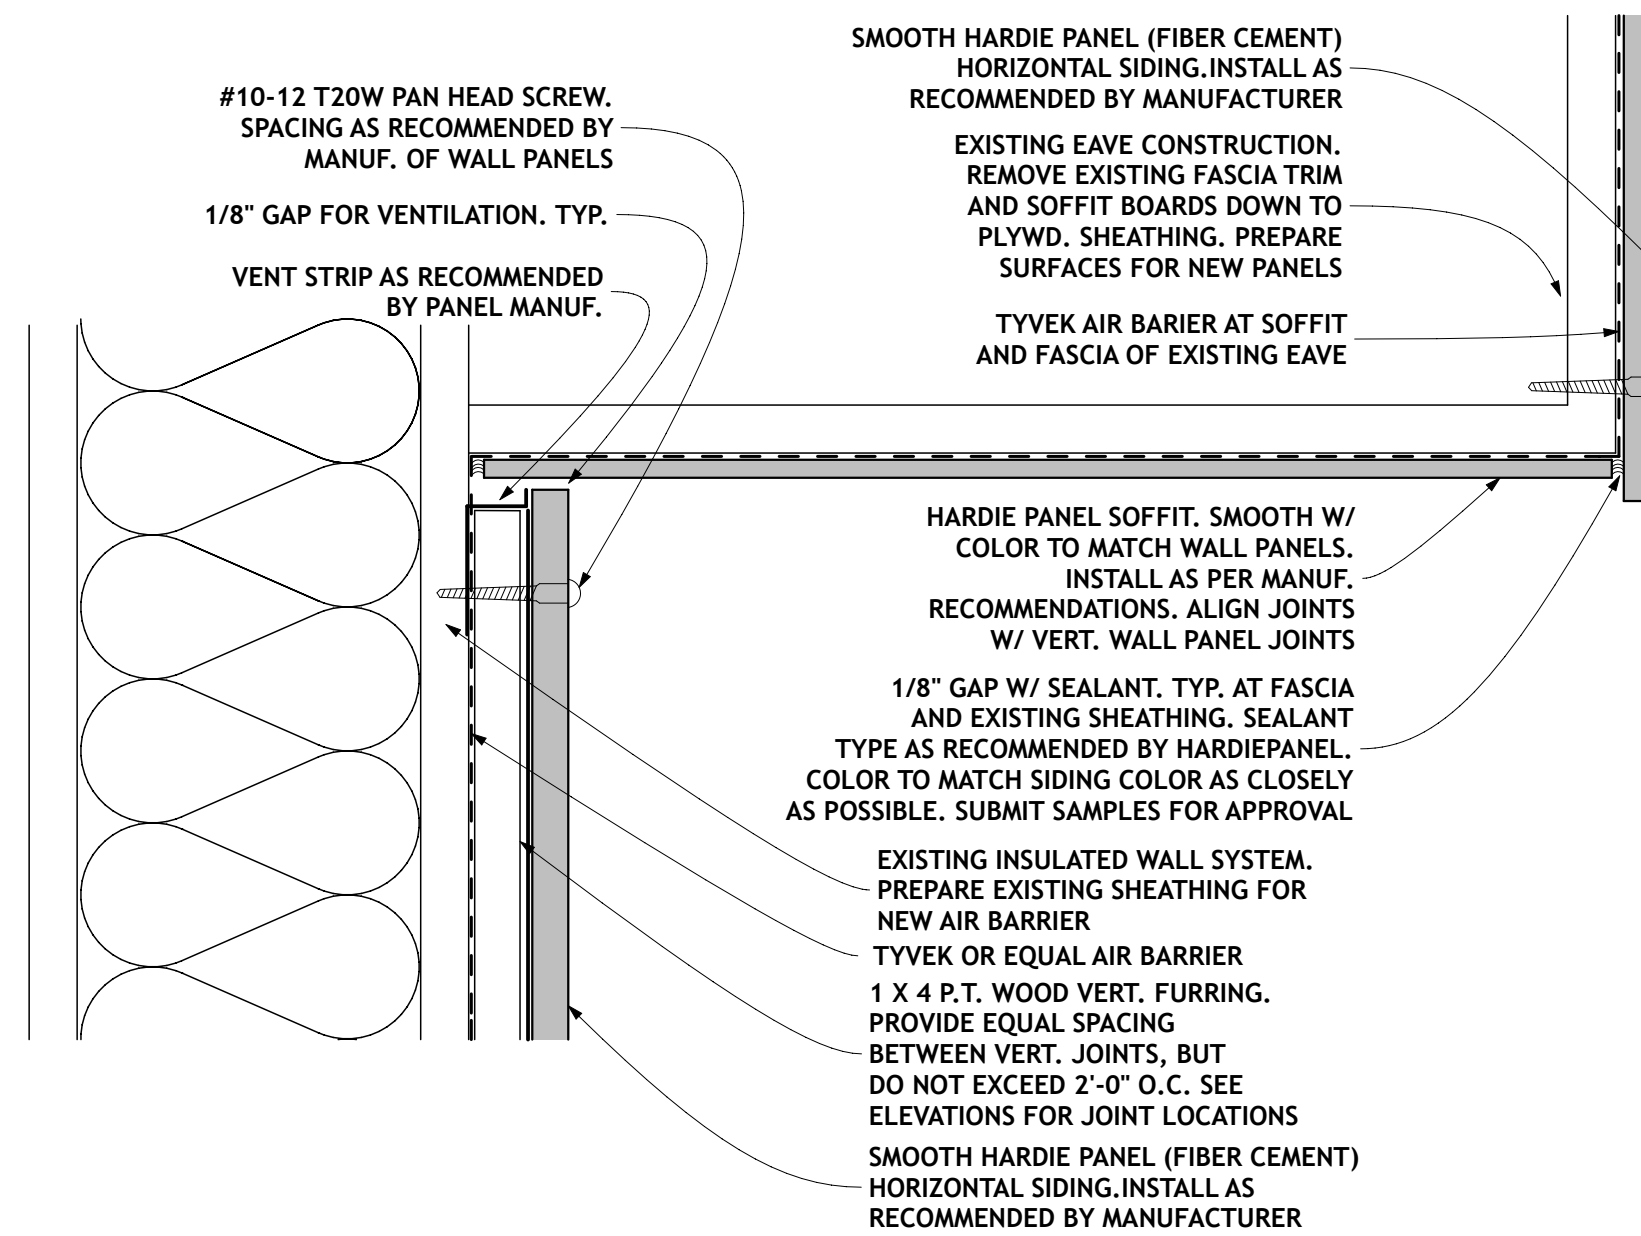 #10-12 T20W PAN HEAD SCREW.
SPACING AS RECOMMENDED BY
MANUF. OF WALL PANELS
1/8" GAP FOR VENTILATION. TYP.
VENT STRIP AS RECOMMENDED
BY PANEL MANUF.
SMOOTH HARDIE PANEL (FIBER CEMENT)
HORIZONTAL SIDING.INSTALL AS
RECOMMENDED BY MANUFACTURER
EXISTING EAVE CONSTRUCTION.
REMOVE EXISTING FASCIA TRIM
AND SOFFIT BOARDS DOWN TO
PLYWD. SHEATHING. PREPARE
SURFACES FOR NEW PANELS
TYVEK AIR BARIER AT SOFFIT
AND FASCIA OF EXISTING EAVE
HARDIE PANEL SOFFIT. SMOOTH W/
COLOR TO MATCH WALL PANELS.
INSTALL AS PER MANUF.
RECOMMENDATIONS. ALIGN JOINTS
W/ VERT. WALL PANEL JOINTS
1/8" GAP W/ SEALANT. TYP. AT FASCIA
AND EXISTING SHEATHING. SEALANT
TYPE AS RECOMMENDED BY HARDIEPANEL.
COLOR TO MATCH SIDING COLOR AS CLOSELY
AS POSSIBLE. SUBMIT SAMPLES FOR APPROVAL
EXISTING INSULATED WALL SYSTEM.
PREPARE EXISTING SHEATHING FOR
NEW AIR BARRIER
TYVEK OR EQUAL AIR BARRIER
1 X 4 P.T. WOOD VERT. FURRING.
PROVIDE EQUAL SPACING
BETWEEN VERT. JOINTS, BUT
DO NOT EXCEED 2'-0" O.C. SEE
ELEVATIONS FOR JOINT LOCATIONS
SMOOTH HARDIE PANEL (FIBER CEMENT)
HORIZONTAL SIDING.INSTALL AS
RECOMMENDED BY MANUFACTURER